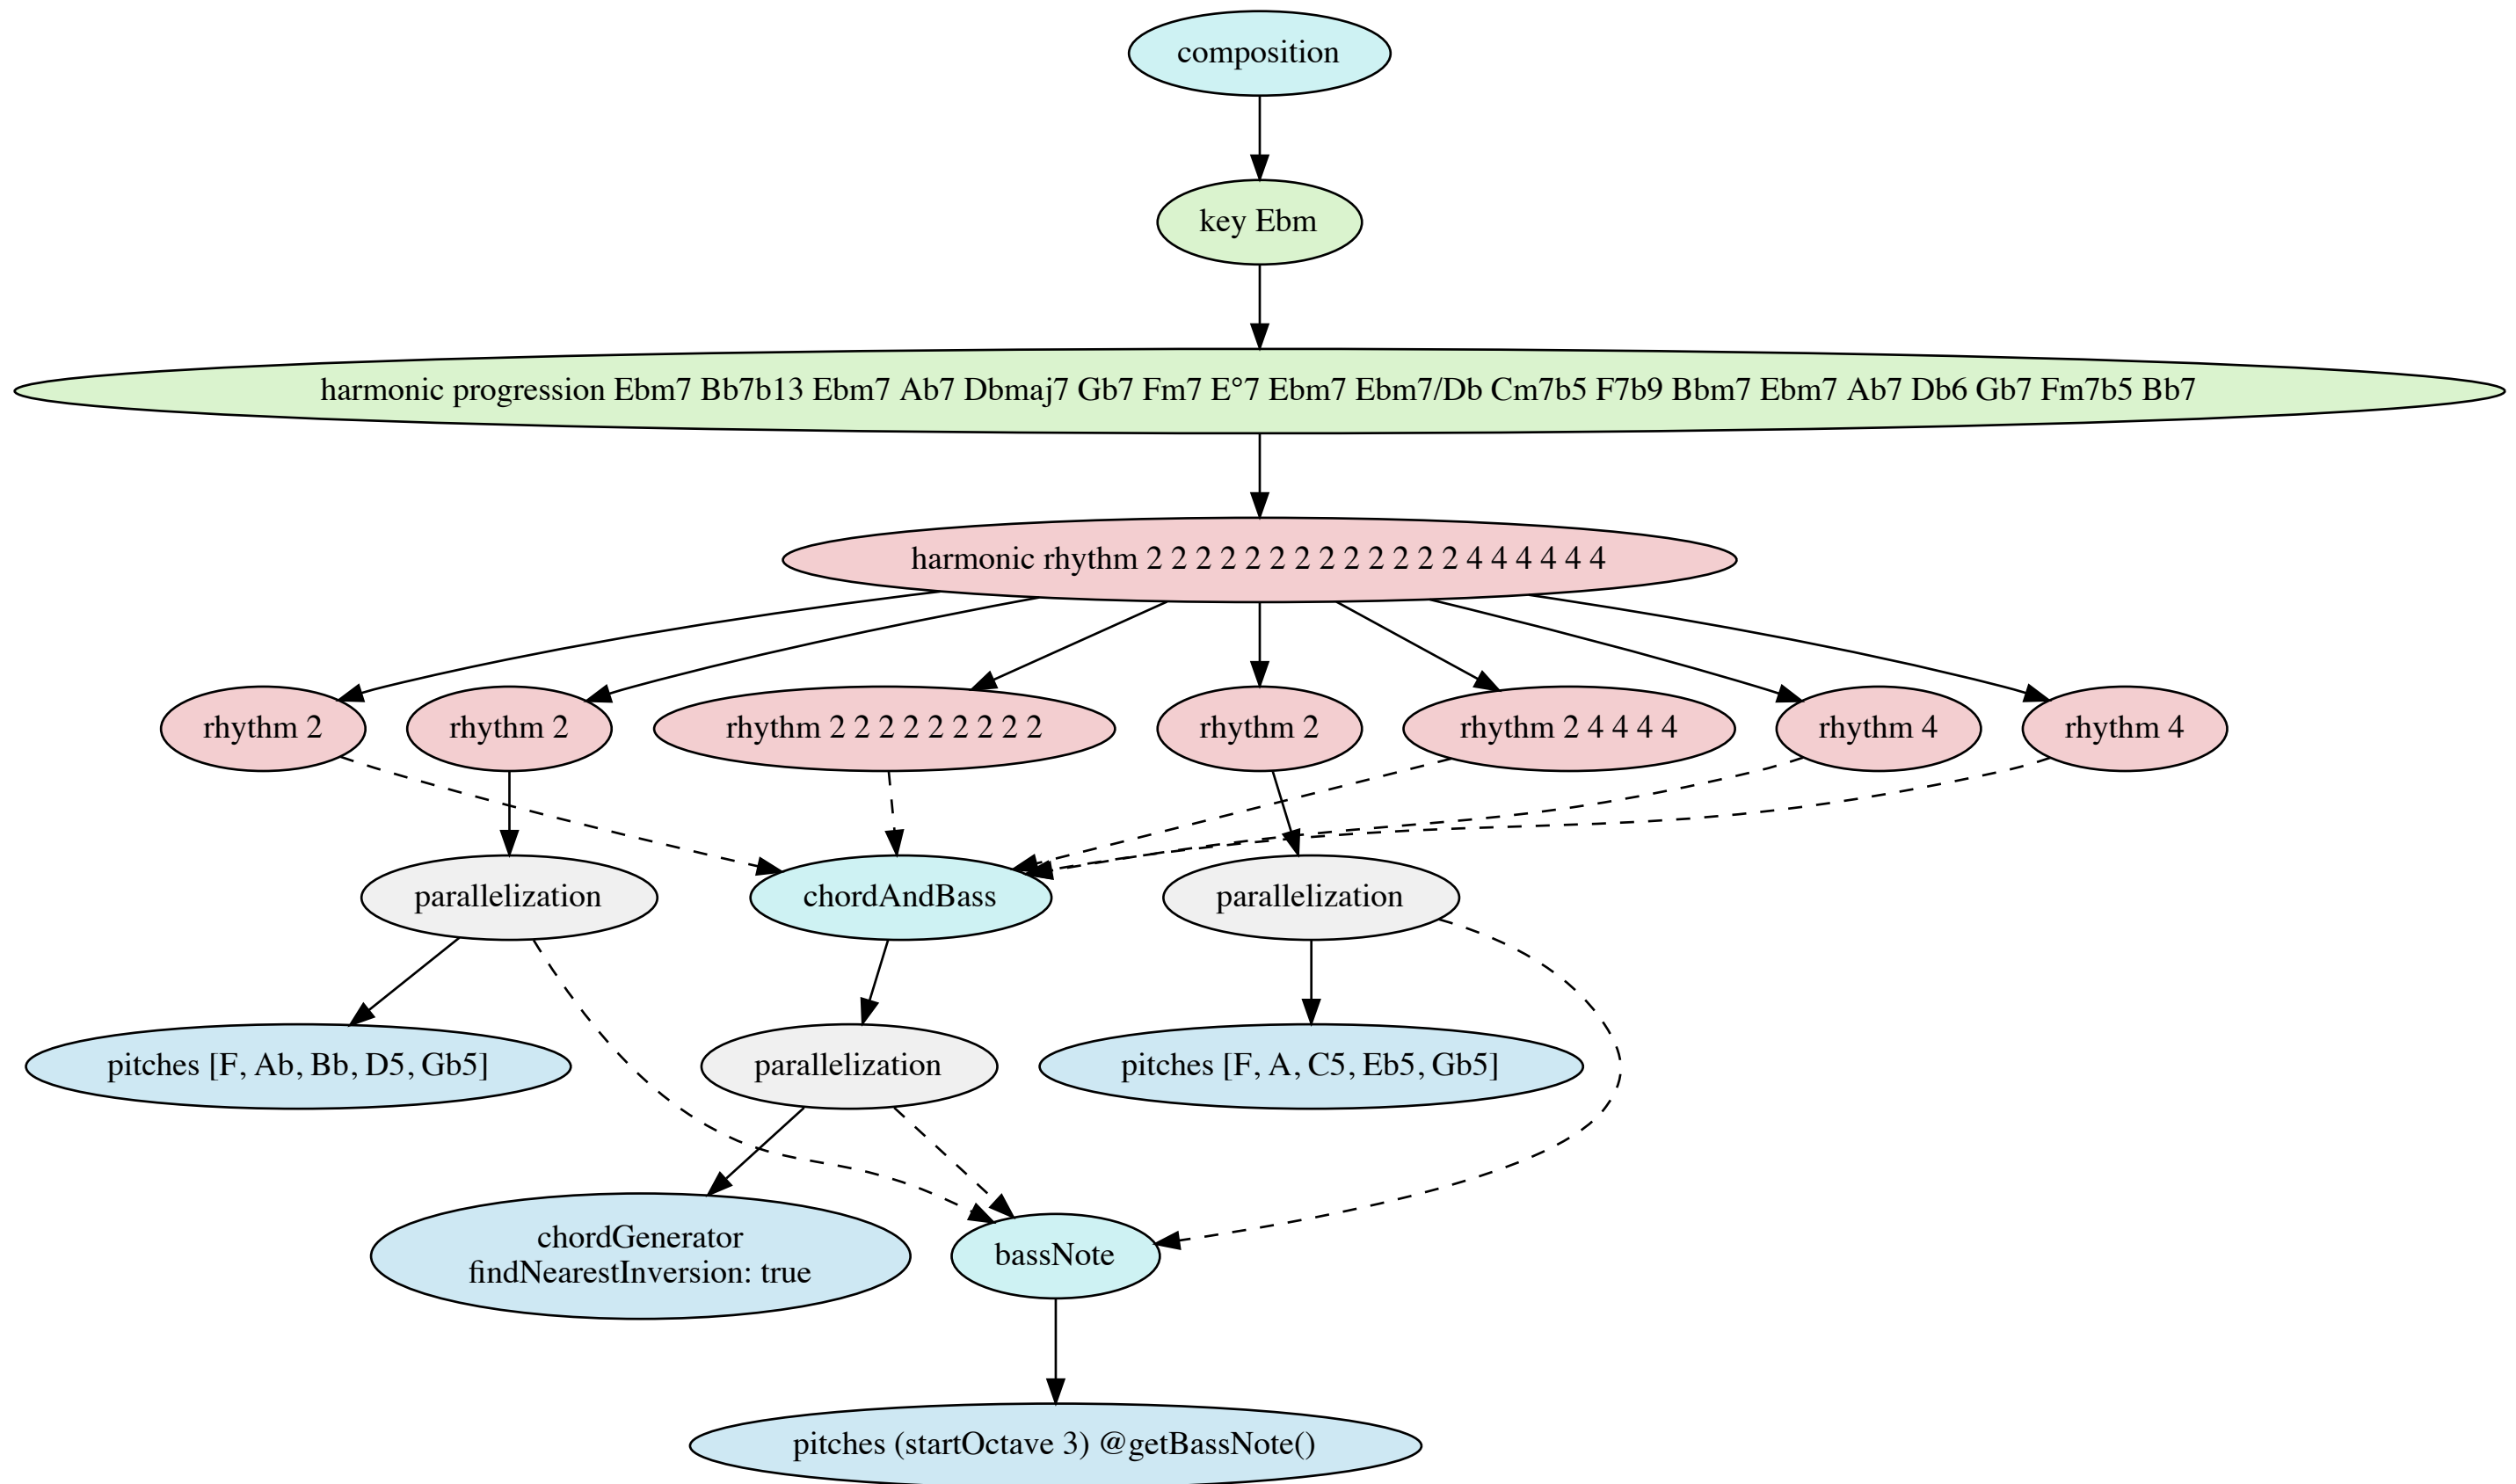 composition
key Ebm
harmonic progression Ebm7 Bb7b13 Ebm7 Ab7 Dbmaj7 Gb7 Fm7 E°7 Ebm7 Ebm7/Db Cm7b5 F7b9 Bbm7 Ebm7 Ab7 Db6 Gb7 Fm7b5 Bb7
harmonic rhythm 2 2 2 2 2 2 2 2 2 2 2 2 2 4 4 4 4 4 4
rhythm 2
rhythm 2
rhythm 2 2 2 2 2 2 2 2 2
rhythm 2
rhythm 2 4 4 4 4
rhythm 4
rhythm 4
parallelization
chordAndBass
parallelization
pitches [F, Ab, Bb, D5, Gb5]
parallelization
pitches [F, A, C5, Eb5, Gb5]
chordGenerator
findNearestInversion: true
bassNote
pitches (startOctave 3) @getBassNote()